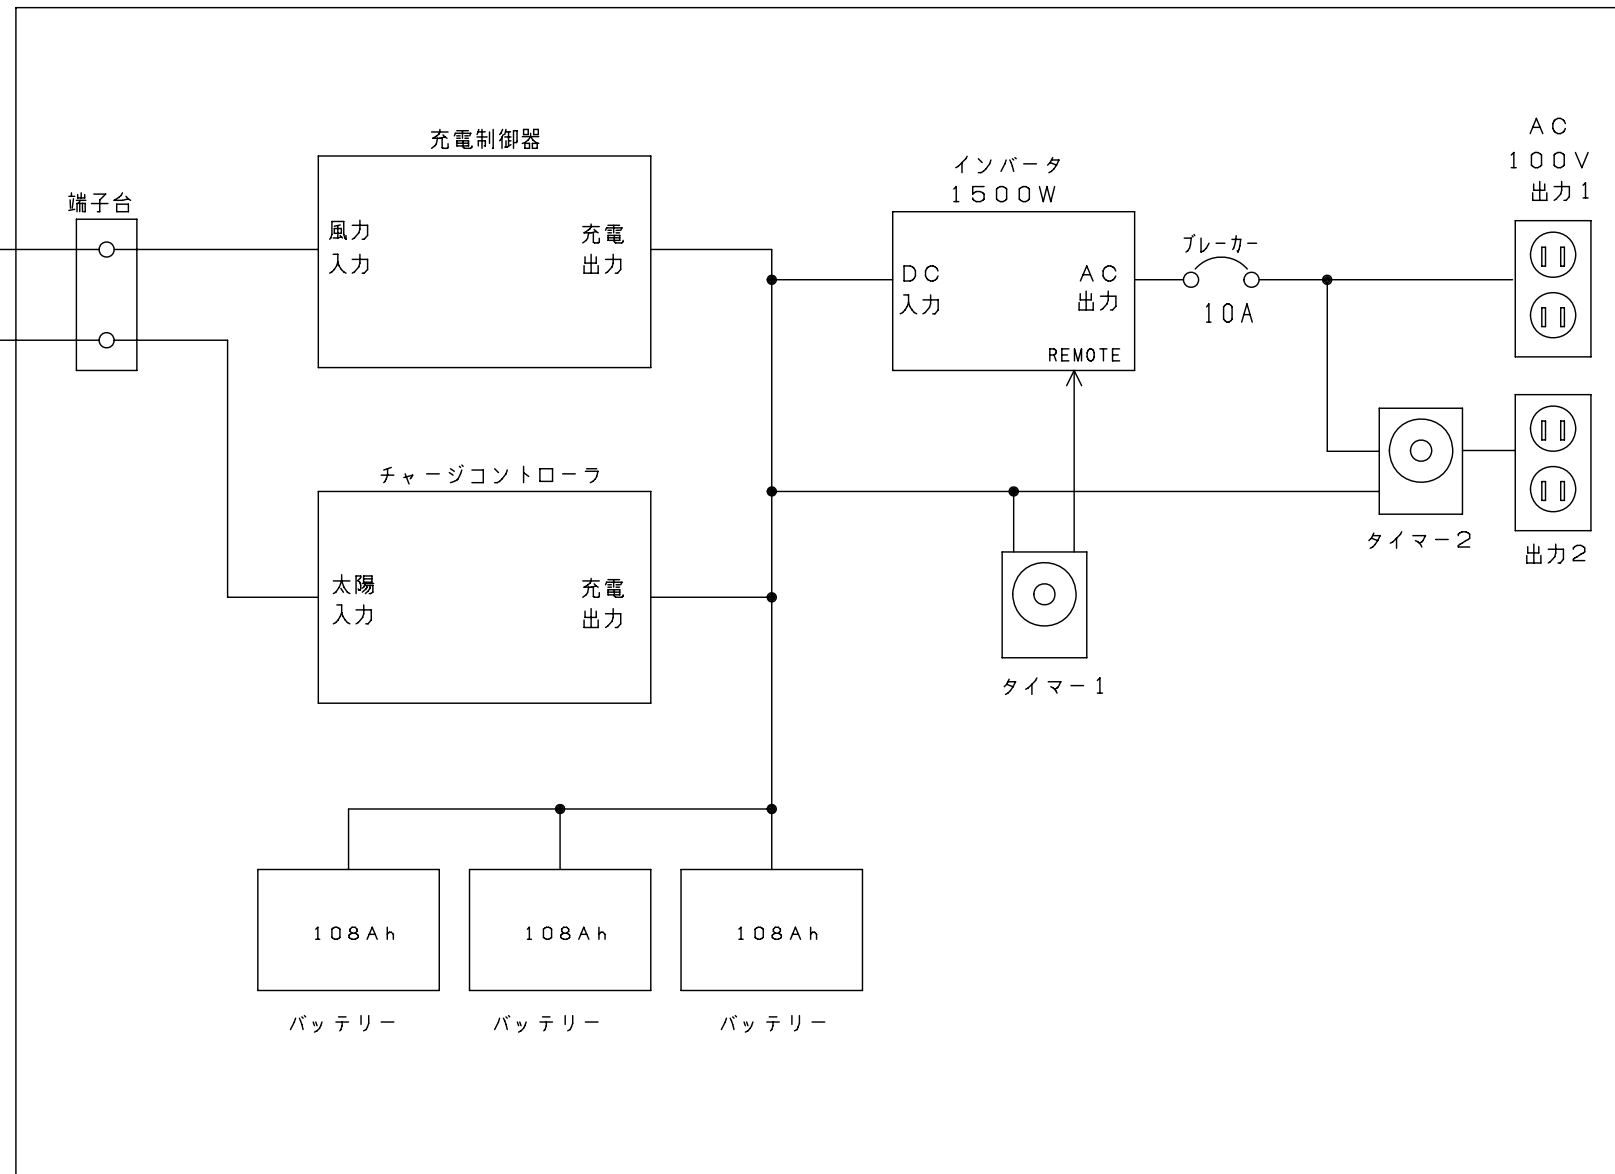 端子台
充電制御器
風力
入力
充電
出力
チャージコントローラ
太陽
入力
充電
出力
108Ah
108Ah
108Ah
バッテリー
バッテリー
バッテリー
インバータ
1500W
DC
入力
AC
出力
REMOTE
ブレーカー
10A
タイマー1
タイマー2
AC
100V
出力1
出力2